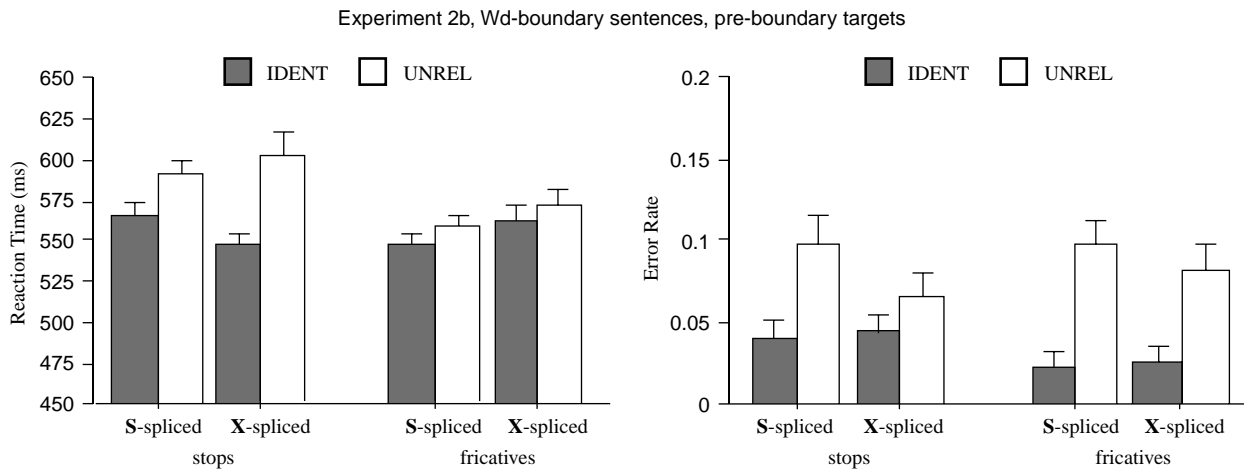 Experiment 2b, Wd-boundary sentences, pre-boundary targets
IDENT UNREL
Reaction Time (ms)
650
625
600
575
550
525
500
475
450
S-spliced X-spliced S-spliced X-spliced
stops fricatives
IDENT UNREL
Error Rate
0.2
0.15
0.1
0.05
0
S-spliced X-spliced S-spliced X-spliced
stops fricatives